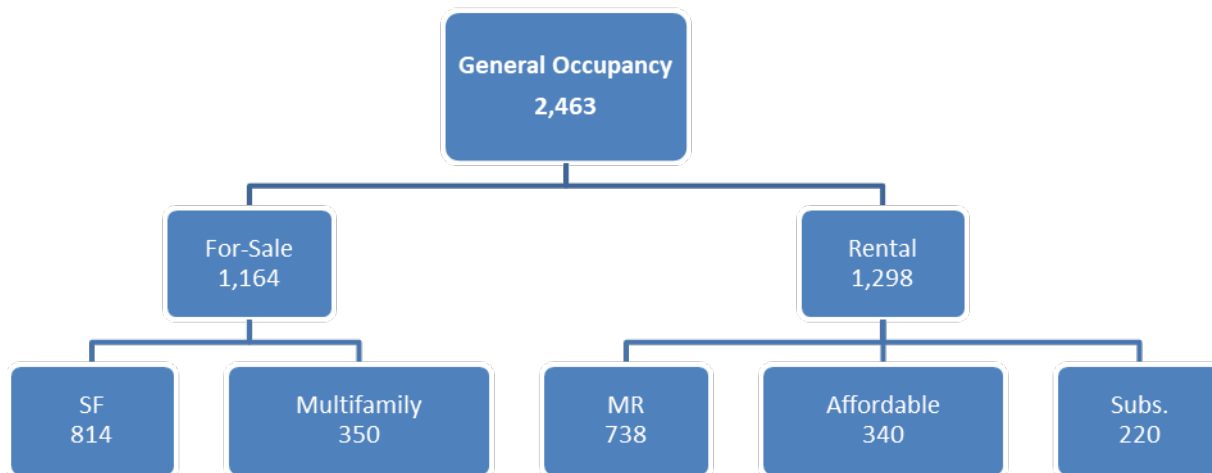 General Occupancy
2,463
For-Sale
1,164
Rental
1,298
SF
814
Multifamily
350
MR
738
Affordable
340
Subs.
220